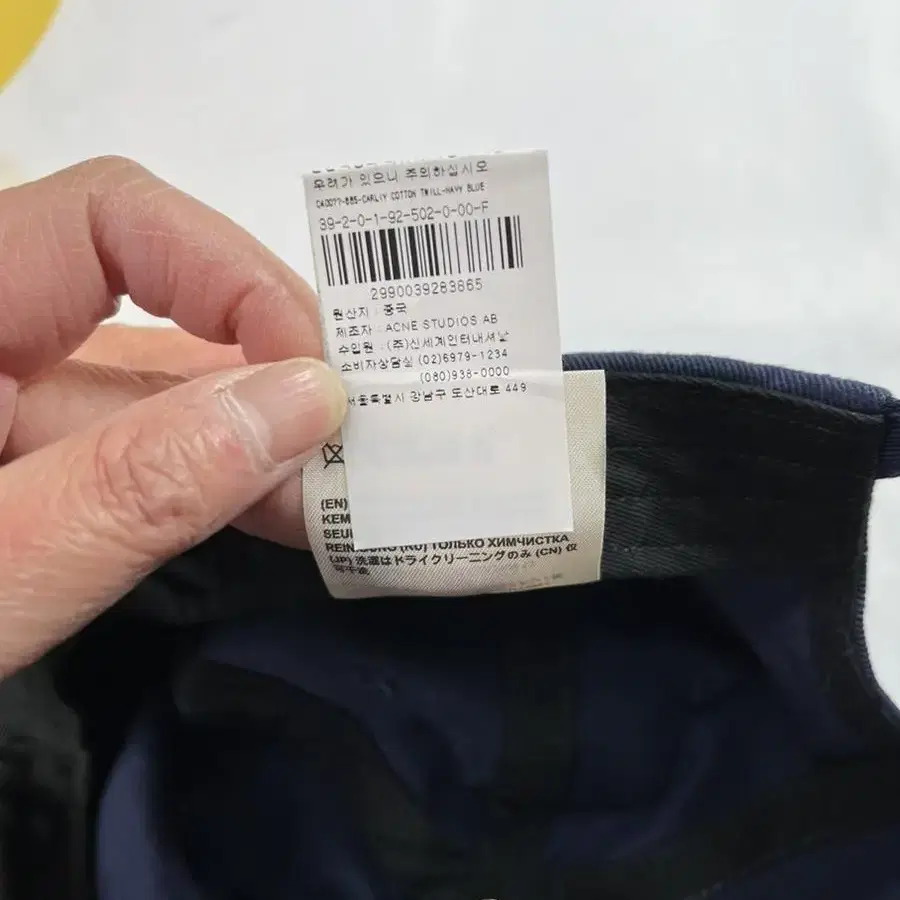 우려가 있으니 주의하십시오
C40077-885-CARLIY COTTON TWILL-NAVY BLUE
39-2-0-1-92-502-0-00-F
2990039283865
원산지 : 중국
제조자 : ACNE STUDIOS AB
수입원 : (주)신세계인터내셔날
소비자상담실 (02)6979-1234
(080)938-0000
서울특별시 강남구 도산대로 449
(EN)
KEM
SEUL
REIN
(RU) ТОЛЬКО ХИМЧИСТКА
(JP) 洗濯はドライクリーニングのみ (CN) 仅
可干洗